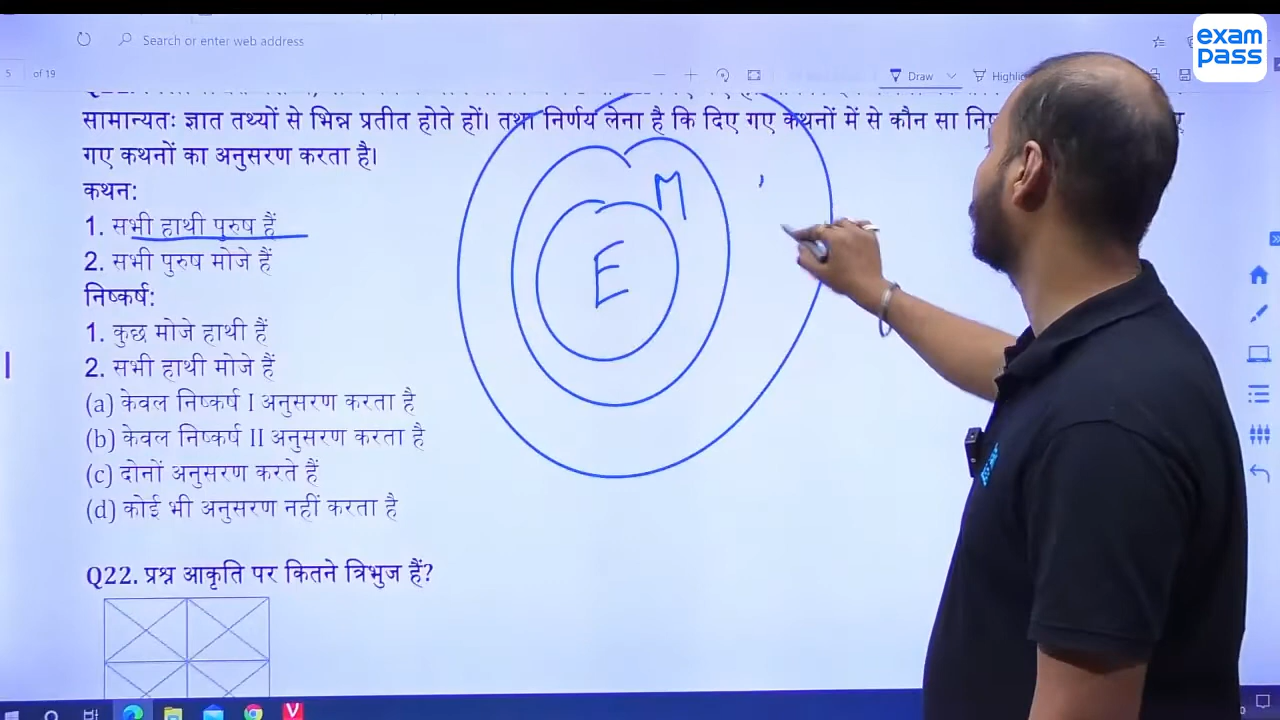 exam
pass
Search or enter web address
5 of 19
Draw
सामान्यतः ज्ञात तथ्यों से भिन्न प्रतीत होते हों। तथा निर्णय लेना है कि दिए गए कथनों में से कौन सा
गए कथनों का अनुसरण करता है।
कथन:
1. सभी हाथी पुरुष हैं
2. सभी पुरुष मोजे हैं
निष्कर्ष:
1. कुछ मोजे हाथी हैं
2. सभी हाथी मोजे हैं
(a) केवल निष्कर्ष I अनुसरण करता है
(b) केवल निष्कर्ष II अनुसरण करता है
(c) दोनों अनुसरण करते हैं
(d) कोई भी अनुसरण नहीं करता है
M
E
Q22. प्रश्न आकृति पर कितने त्रिभुज हैं?